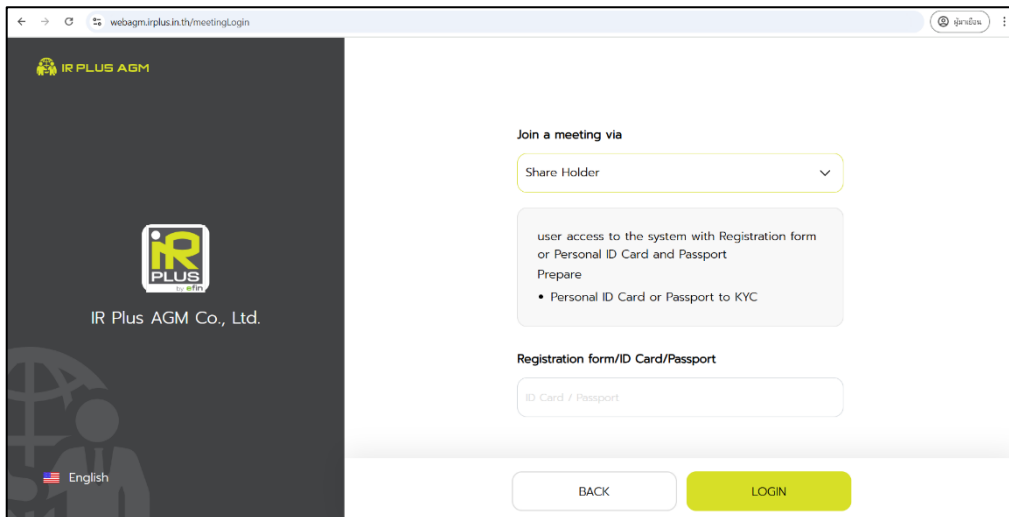 webagm.irplus.in.th/meetingLogin
ผู้มาเยือน
IR PLUS AGM
Join a meeting via
Share Holder
user access to the system with Registration form
or Personal ID Card and Passport
Prepare
• Personal ID Card or Passport to KYC
iR
PLUS
by efin
IR Plus AGM Co., Ltd.
Registration form/ID Card/Passport
ID Card / Passport
English
BACK
LOGIN